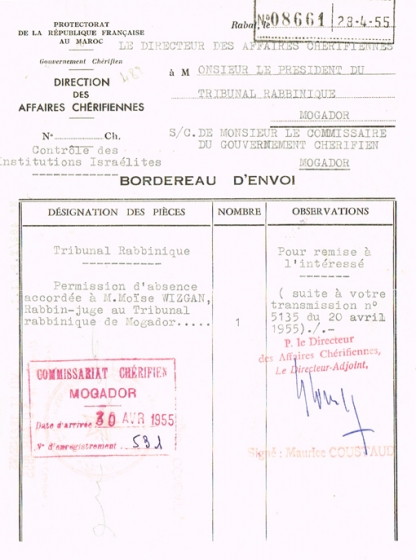 PROTECTORAT
DE LA RÉPUBLIQUE FRANÇAISE
AU MAROC
Gouvernement Chérifien
DIRECTION
DES
AFFAIRES CHÉRIFIENNES
N° Ch.
Contrôle des
Institutions Israélites
Rabat, le
N° 08661 28-4-55
LE DIRECTEUR DES AFFAIRES CHÉRIFIENNES
à M ONSIEUR LE PRESIDENT DU
TRIBUNAL RABBINIQUE
MOGADOR
S/C.DE MONSIEUR LE COMMISSAIRE
DU GOUVERNEMENT CHERIFIEN
MOGADOR
BORDEREAU D'ENVOI
DÉSIGNATION DES PIÈCES NOMBRE OBSERVATIONS
Tribunal Rabbinique
Permission d'absence
accordée à M.Moïse WIZGAN,
Rabbin-juge au Tribunal
rabbinique de Mogador.....
1
Pour remise à
l'intéressé
( suite à votre
transmission n°
5135 du 20 avril
1955)./.-
P. le Directeur
des Affaires Chérifiennes,
Le Directeur-Adjoint,
Signé : Maurice COUSTAUD
COMMISSARIAT CHÉRIFIEN
MOGADOR
Date d'arrivée 30 AVR 1955
N° d'enregistrement 531